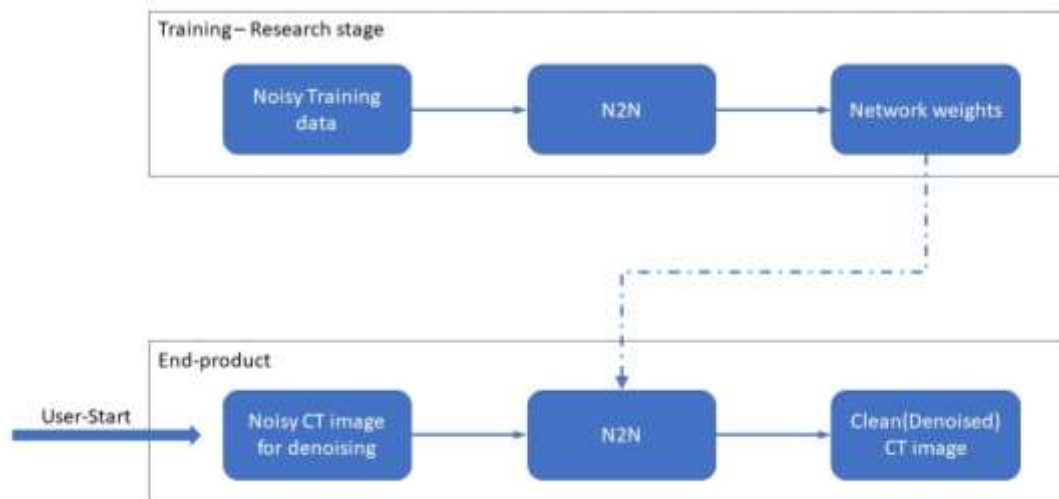 Training – Research stage
Noisy Training
data
N2N
Network weights
End-product
User-Start
Noisy CT image
for denoising
N2N
Clean(Denoised)
CT image